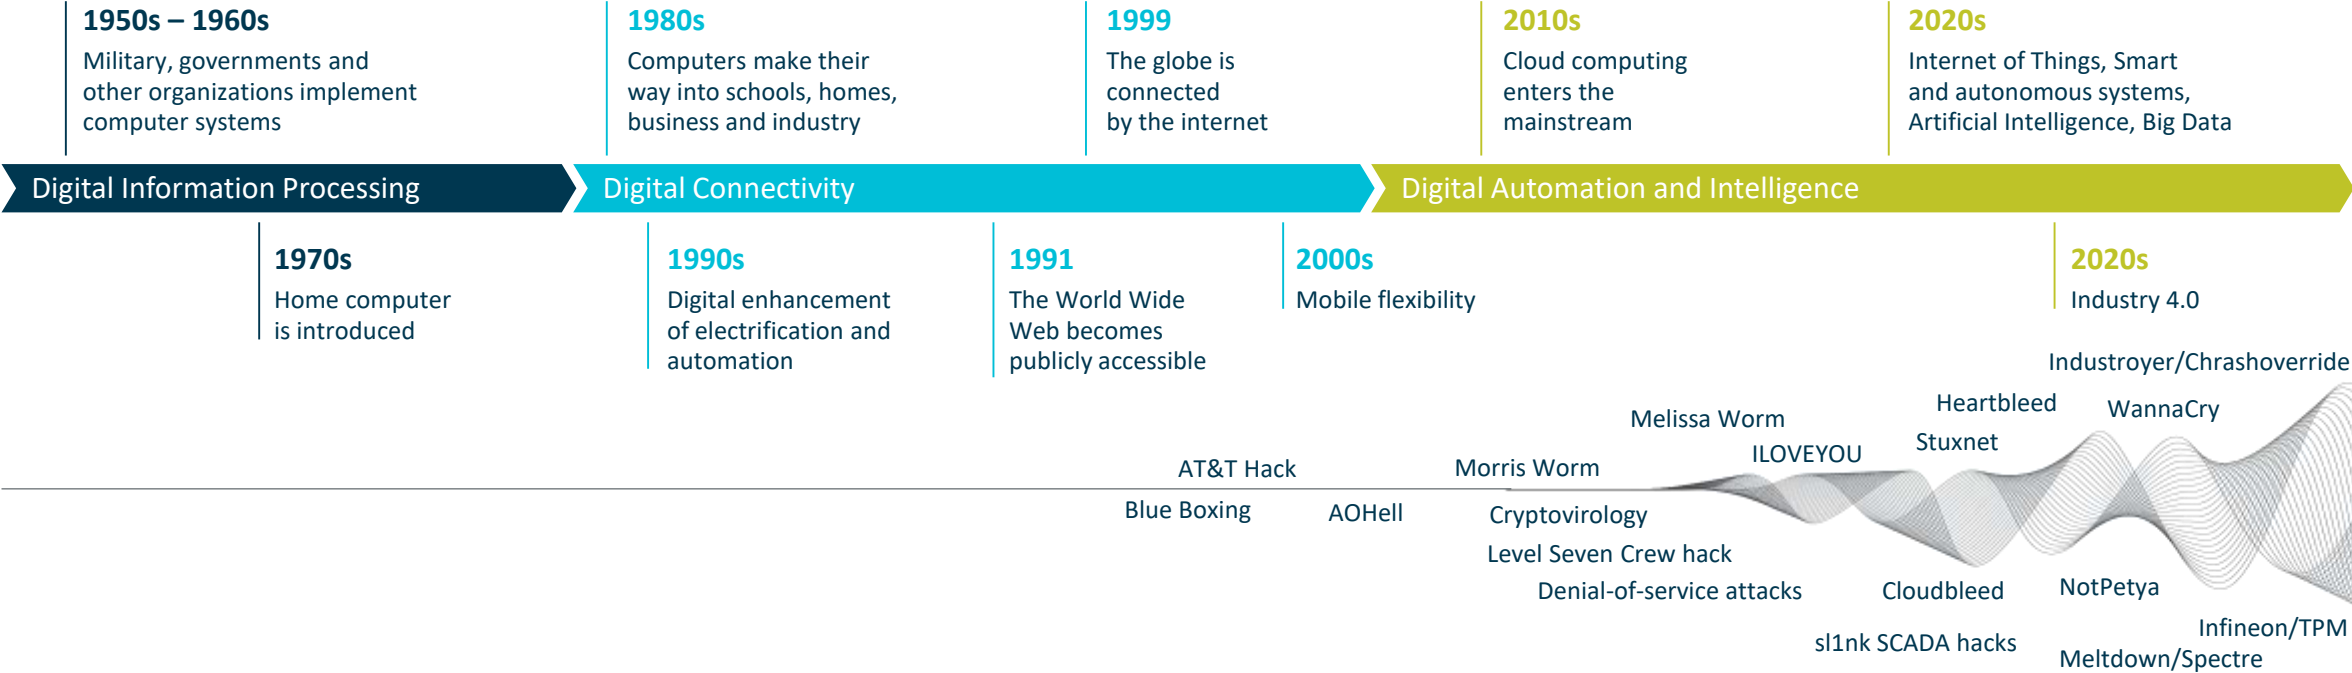 1950s – 1960s
Military, governments and
other organizations implement
computer systems
1980s
Computers make their
way into schools, homes,
business and industry
1999
The globe is
connected
by the internet
2010s
Cloud computing
enters the
mainstream
2020s
Internet of Things, Smart
and autonomous systems,
Artificial Intelligence, Big Data
Digital Information Processing
Digital Connectivity
Digital Automation and Intelligence
1970s
Home computer
is introduced
1990s
Digital enhancement
of electrification and
automation
1991
The World Wide
Web becomes
publicly accessible
2000s
Mobile flexibility
2020s
Industry 4.0
Industroyer/Chrashoverride
Heartbleed
WannaCry
Melissa Worm
Stuxnet
ILOVEYOU
AT&T Hack
Morris Worm
Blue Boxing
AOHell
Cryptovirology
Level Seven Crew hack
Denial-of-service attacks
Cloudbleed
NotPetya
Infineon/TPM
sl1nk SCADA hacks
Meltdown/Spectre